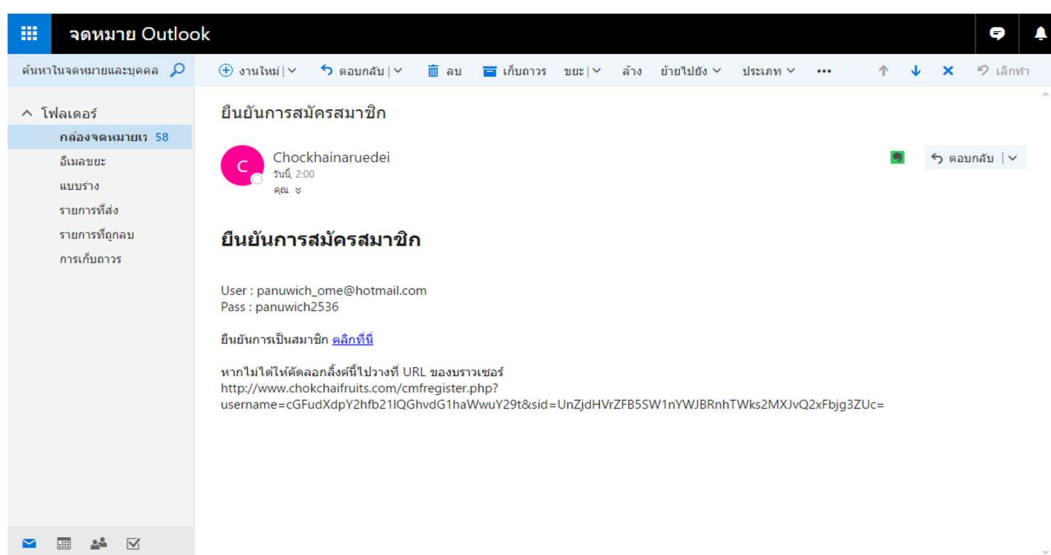 จดหมาย Outlook
ค้นหาในจดหมายและบุคคล
งานใหม่ | ตอบกลับ | ลบ เก็บถาวร ขยะ | ล้าง ย้ายไปยัง ประเภท ••• เลิกทำ
โฟลเดอร์
กล่องจดหมายเ 58
อีเมลขยะ
แบบร่าง
รายการที่ส่ง
รายการที่ถูกลบ
การเก็บถาวร
ยืนยันการสมัครสมาชิก
C
Chockhainaruedei
วันนี้, 2:00
คุณ
ตอบกลับ |
ยืนยันการสมัครสมาชิก
User : panuwich_ome@hotmail.com
Pass : panuwich2536
ยืนยันการเป็นสมาชิก คลิกที่นี่
หากไม่ได้ให้คัดลอกลิ้งค์นี้ไปวางที่ URL ของบราวเซอร์
http://www.chokchaifruits.com/cmfregister.php?
username=cGFudXdpY2hfb21lQGhvdG1haWwuY29t&sid=UnZjdHVrZFB5SW1nYWJBRnhTWks2MXJvQ2xFbjg3ZUc=